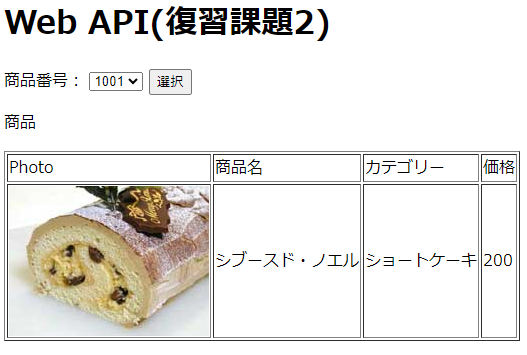 Web API(復習課題2)
商品番号： 1001 選択
商品
Photo 商品名 カテゴリー 価格
シブースド・ノエル ショートケーキ 200